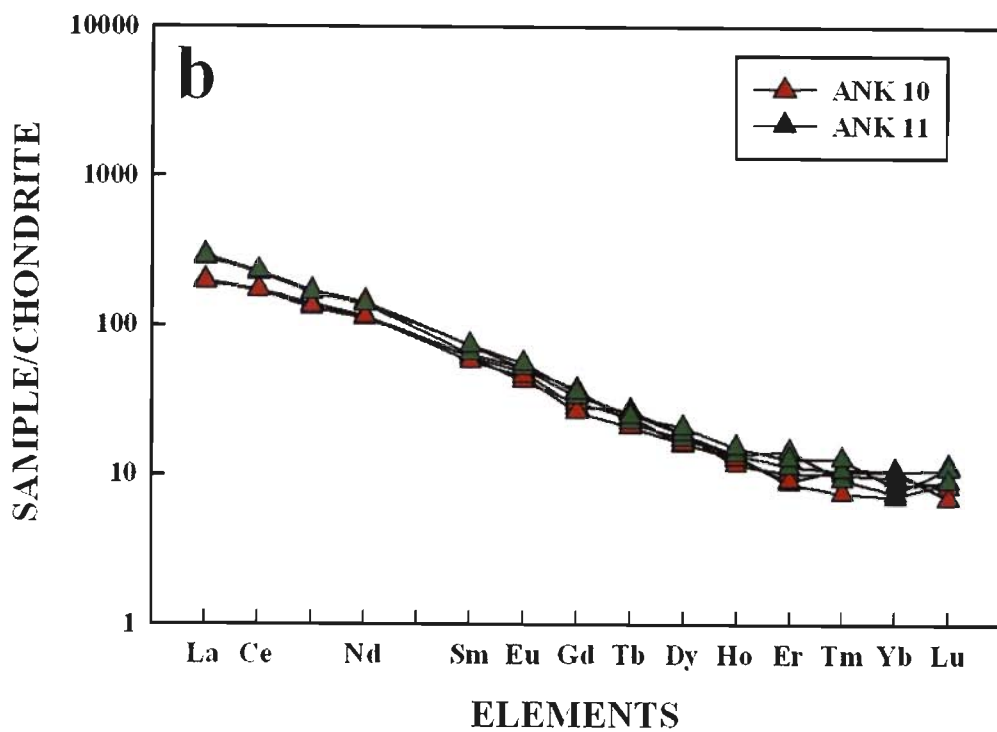 10000
1000
100
10
1
SAMPLE/CHONDRITE
b
ANK 10
ANK 11
La Ce Nd Sm Eu Gd Tb Dy Ho Er Tm Yb Lu
ELEMENTS